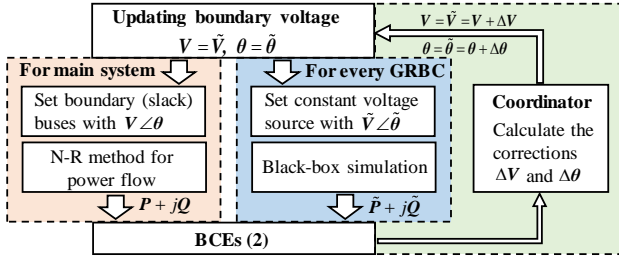 Updating boundary voltage
V = Ṽ, θ = θ̃
V = Ṽ = V + ΔV
θ = θ̃ = θ + Δθ
For main system
Set boundary (slack)
buses with V∠θ
N-R method for
power flow
P + jQ
For every GRBC
Set constant voltage
source with Ṽ∠θ̃
Black-box simulation
P̃ + jQ̃
Coordinator
Calculate the
corrections
ΔV and Δθ
BCEs (2)